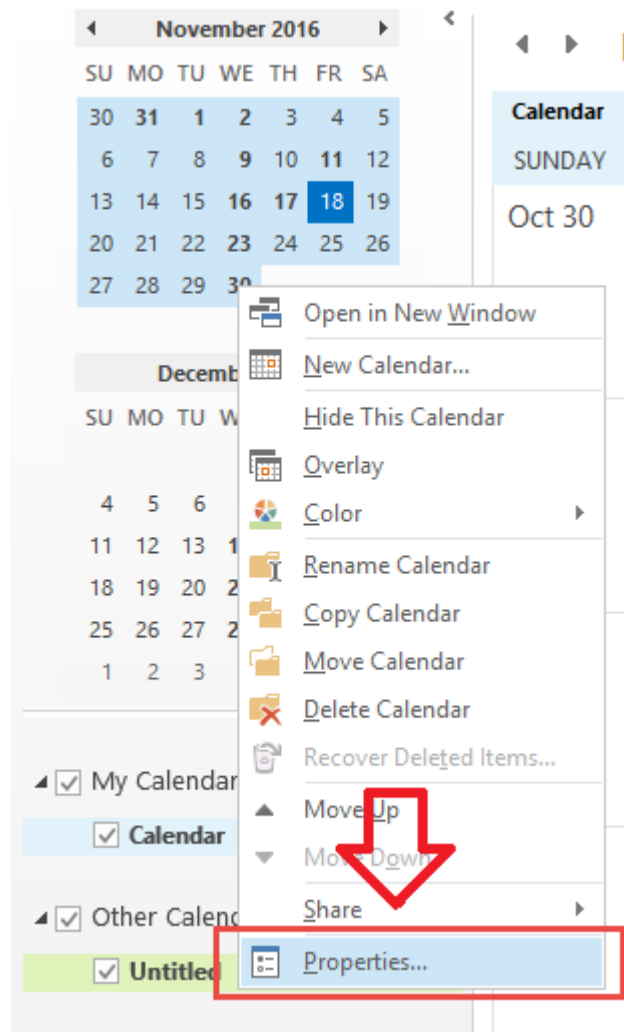 November 2016
SU MO TU WE TH FR SA
30 31 1 2 3 4 5
6 7 8 9 10 11 12
13 14 15 16 17 18 19
20 21 22 23 24 25 26
27 28 29 30
Decemb
SU MO TU W
4 5 6
11 12 13 1
18 19 20 2
25 26 27 2
1 2 3
My Calendar
Calendar
Other Calend
Untitled
Open in New Window
New Calendar...
Hide This Calendar
Overlay
Color
Rename Calendar
Copy Calendar
Move Calendar
Delete Calendar
Recover Deleted Items...
Move Up
Move Down
Share
Properties...
Calendar
SUNDAY
Oct 30